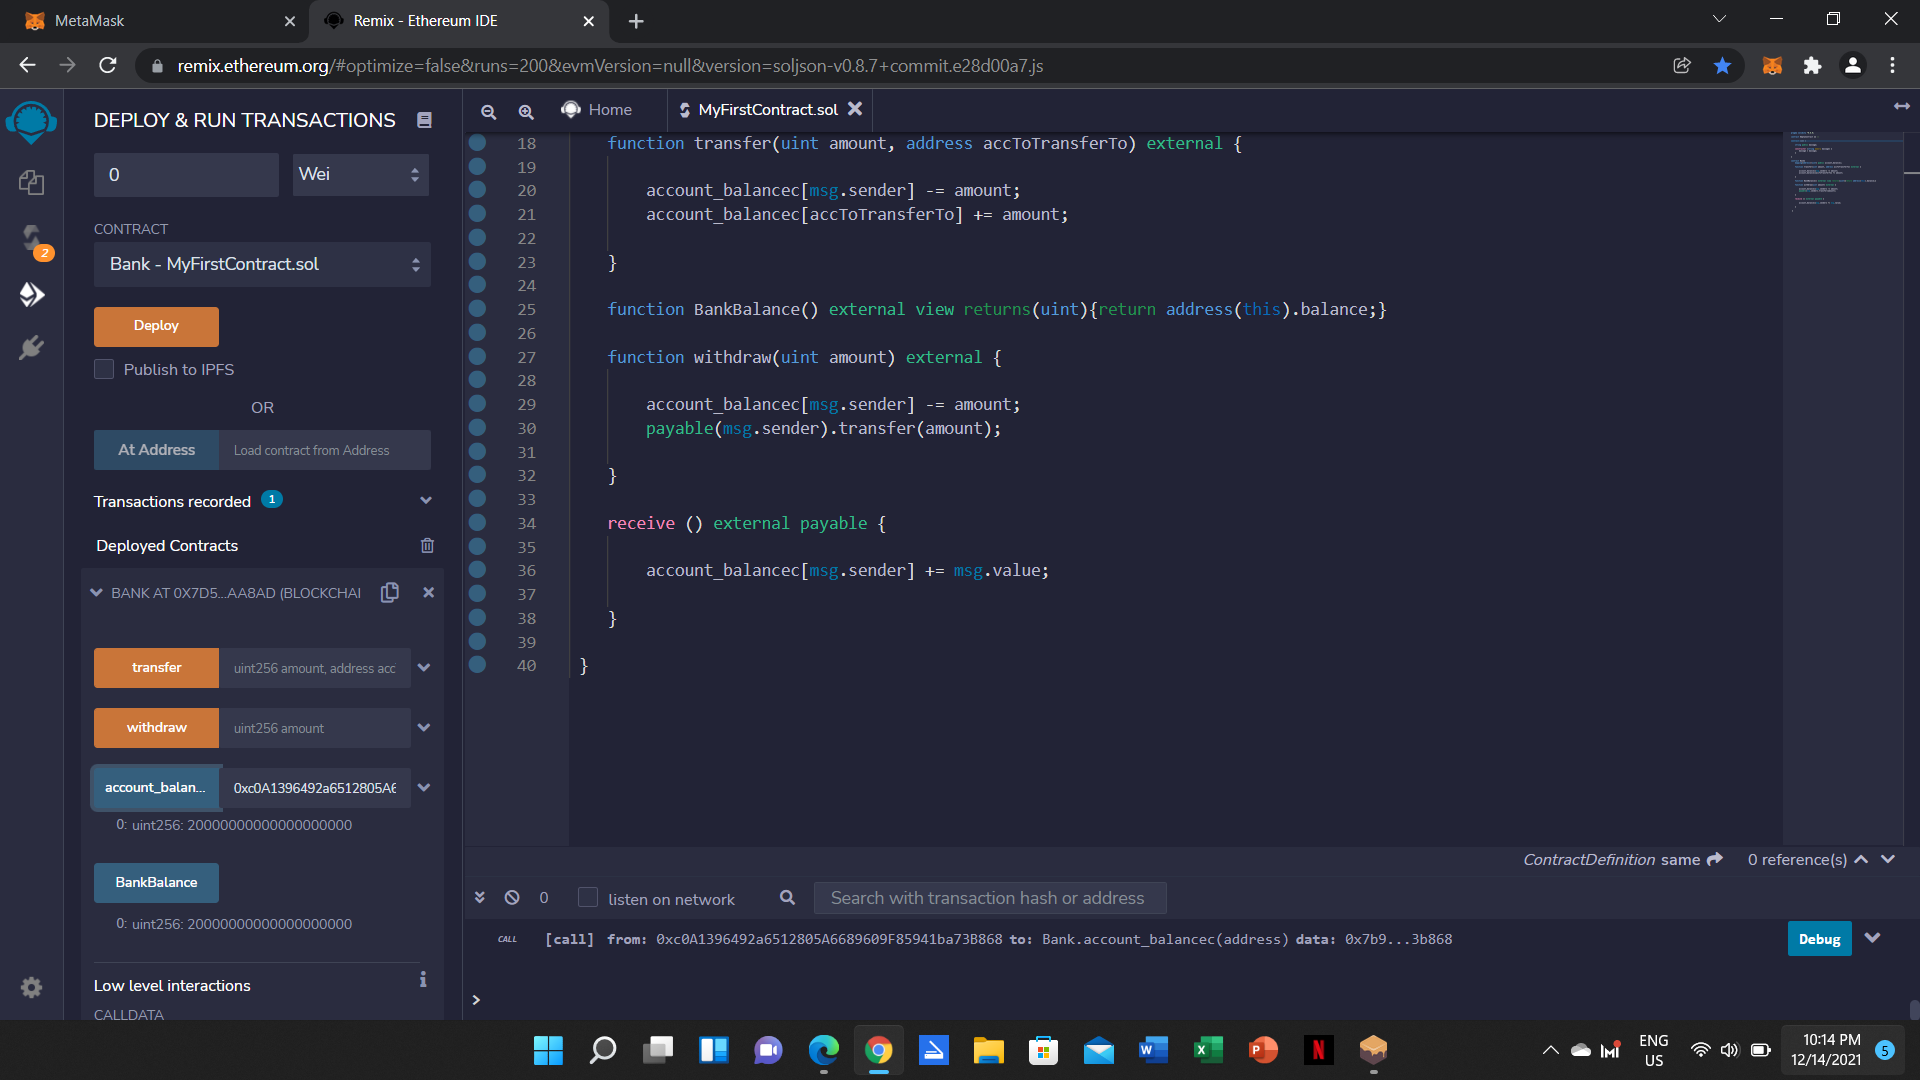 MetaMask
Remix - Ethereum IDE
remix.ethereum.org/#optimize=false&runs=200&evmVersion=null&version=soljson-v0.8.7+commit.e28d00a7.js
DEPLOY & RUN TRANSACTIONS
0
Wei
CONTRACT
Bank - MyFirstContract.sol
2
Deploy
Publish to IPFS
OR
At Address
Load contract from Address
Transactions recorded 1
Deployed Contracts
BANK AT 0X7D5...AA8AD (BLOCKCHAI
transfer
uint256 amount, address acc
withdraw
uint256 amount
account_balan...
0xc0A1396492a6512805A6
0: uint256: 20000000000000000000
BankBalance
0: uint256: 20000000000000000000
Low level interactions
i
CALLDATA
Home
MyFirstContract.sol
18 function transfer(uint amount, address accToTransferTo) external {
19
20 account_balancec[msg.sender] -= amount;
21 account_balancec[accToTransferTo] += amount;
22
23 }
24
25 function BankBalance() external view returns(uint){return address(this).balance;}
26
27 function withdraw(uint amount) external {
28
29 account_balancec[msg.sender] -= amount;
30 payable(msg.sender).transfer(amount);
31
32 }
33
34 receive () external payable {
35
36 account_balancec[msg.sender] += msg.value;
37
38 }
39
40 }
ContractDefinition same 0 reference(s)
0
listen on network
Search with transaction hash or address
CALL [call] from: 0xc0A1396492a6512805A6689609F85941ba73B868 to: Bank.account_balancec(address) data: 0x7b9...3b868
Debug
>
ENG
US
10:14 PM
12/14/2021
5